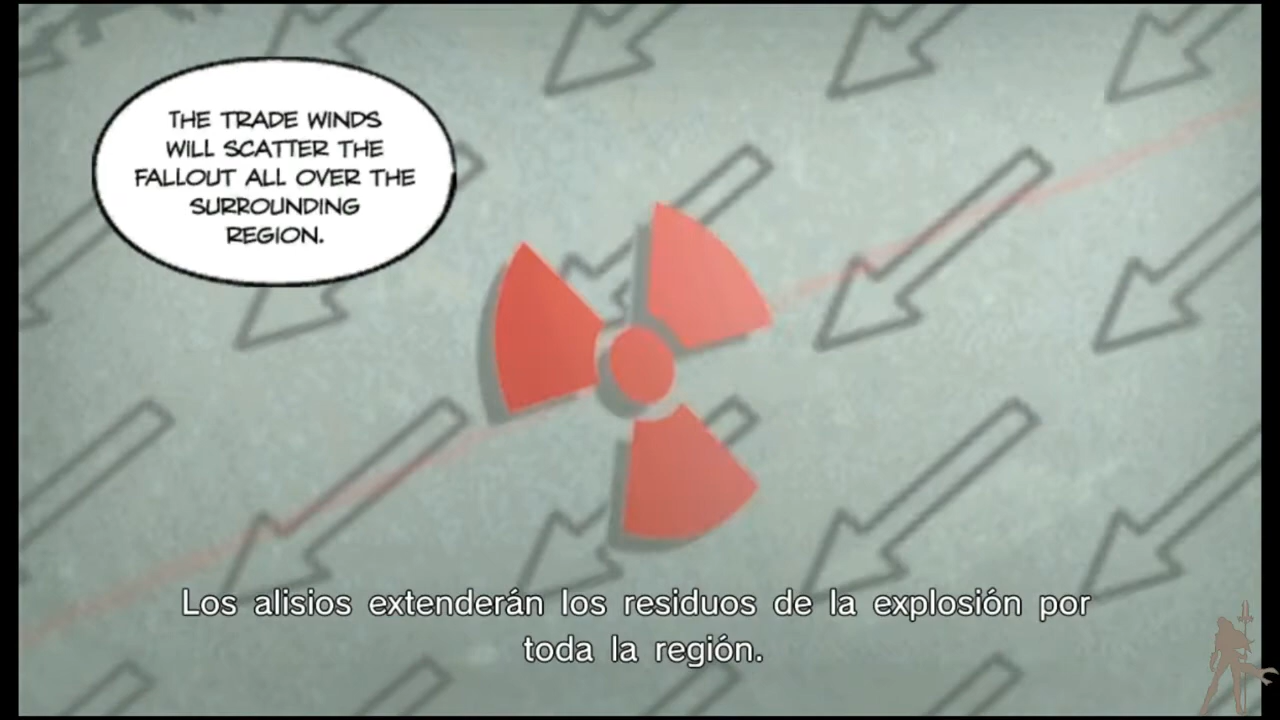 THE TRADE WINDS
WILL SCATTER THE
FALLOUT ALL OVER THE
SURROUNDING
REGION.
Los alisios extenderán los residuos de la explosión por
toda la región.